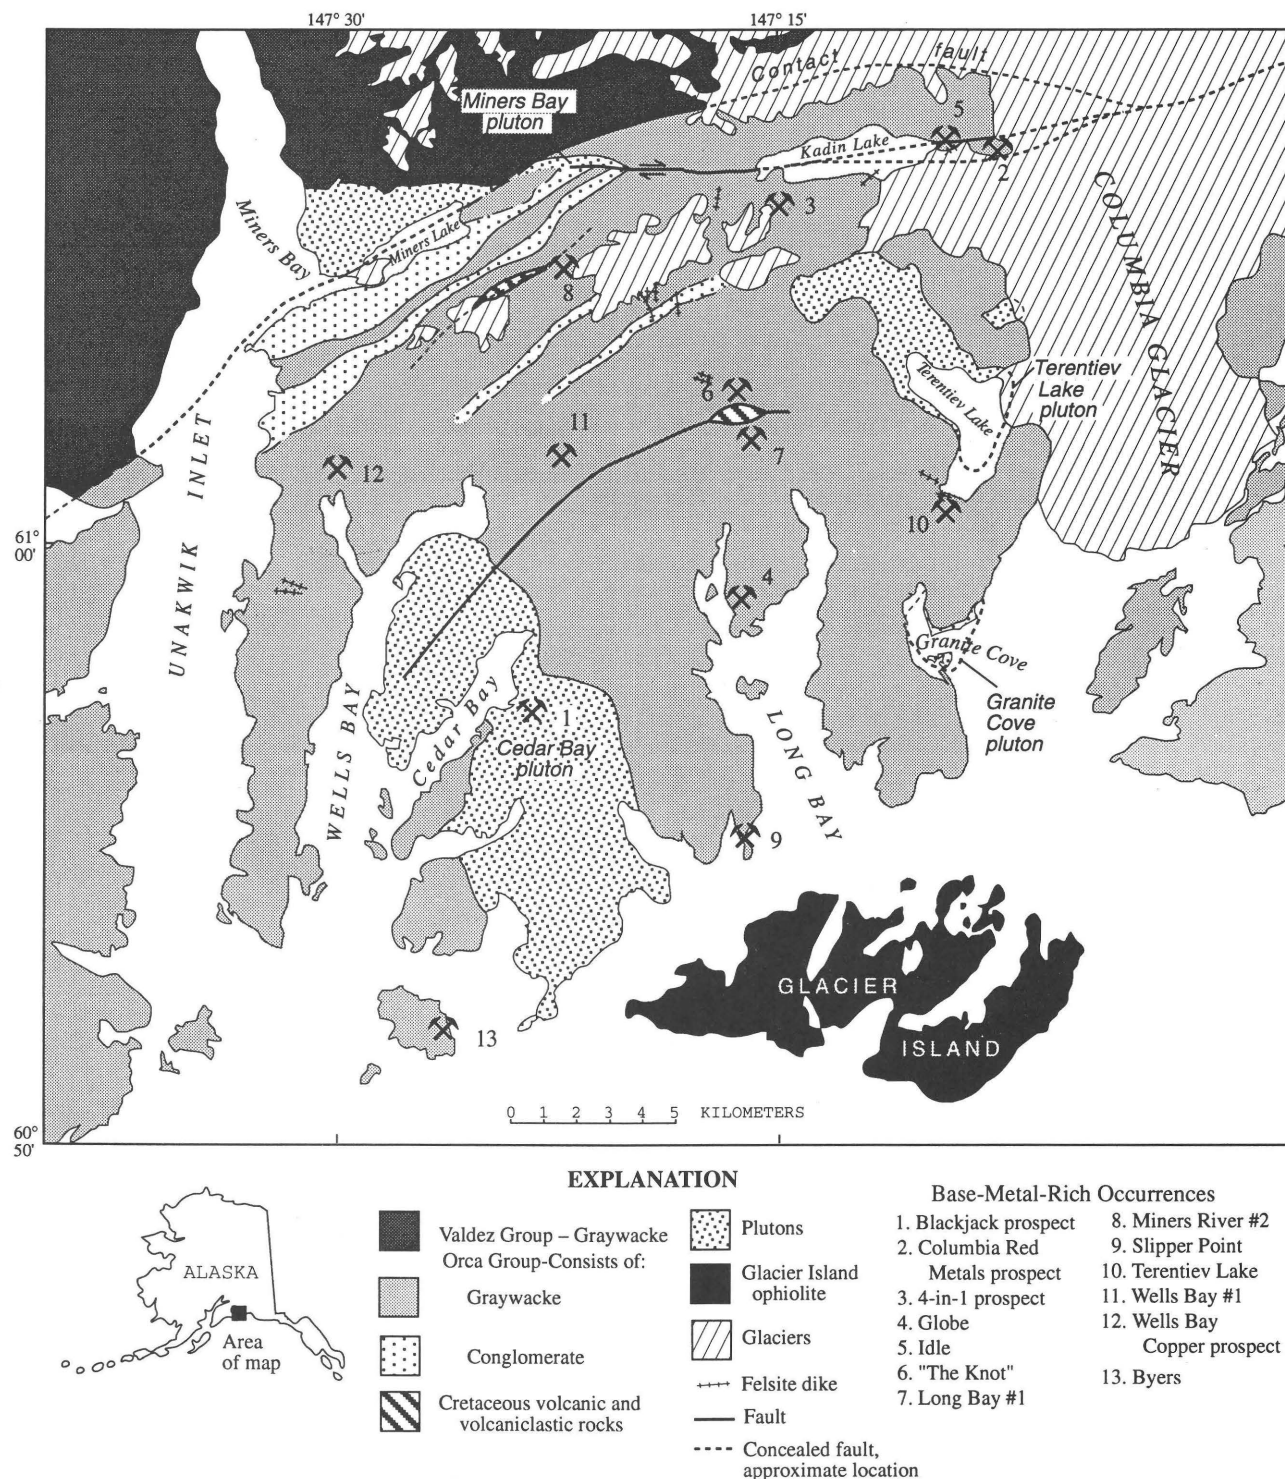 147° 30'
147° 15'
Contact fault
Miners Bay
pluton
5
Kadin Lake
2
Miners Bay
Miners Lake
3
COLUMBIA GLACIER
8
Terentiev
Lake
pluton
6
Terentiev Lake
11
7
12
UNAKWIK INLET
10
61°
00'
4
Granite Cove
Granite
Cove
pluton
WELLS BAY
Cedar Bay
1
Cedar Bay
pluton
LONG BAY
9
GLACIER
ISLAND
13
0 1 2 3 4 5 KILOMETERS
60°
50'
EXPLANATION
ALASKA
Area
of map
Valdez Group – Graywacke
Orca Group-Consists of:
Graywacke
Conglomerate
Cretaceous volcanic and
volcaniclastic rocks
Plutons
Glacier Island
ophiolite
Glaciers
Felsite dike
Fault
Concealed fault,
approximate location
Base-Metal-Rich Occurrences
1. Blackjack prospect
2. Columbia Red
Metals prospect
3. 4-in-1 prospect
4. Globe
5. Idle
6. "The Knot"
7. Long Bay #1
8. Miners River #2
9. Slipper Point
10. Terentiev Lake
11. Wells Bay #1
12. Wells Bay
Copper prospect
13. Byers